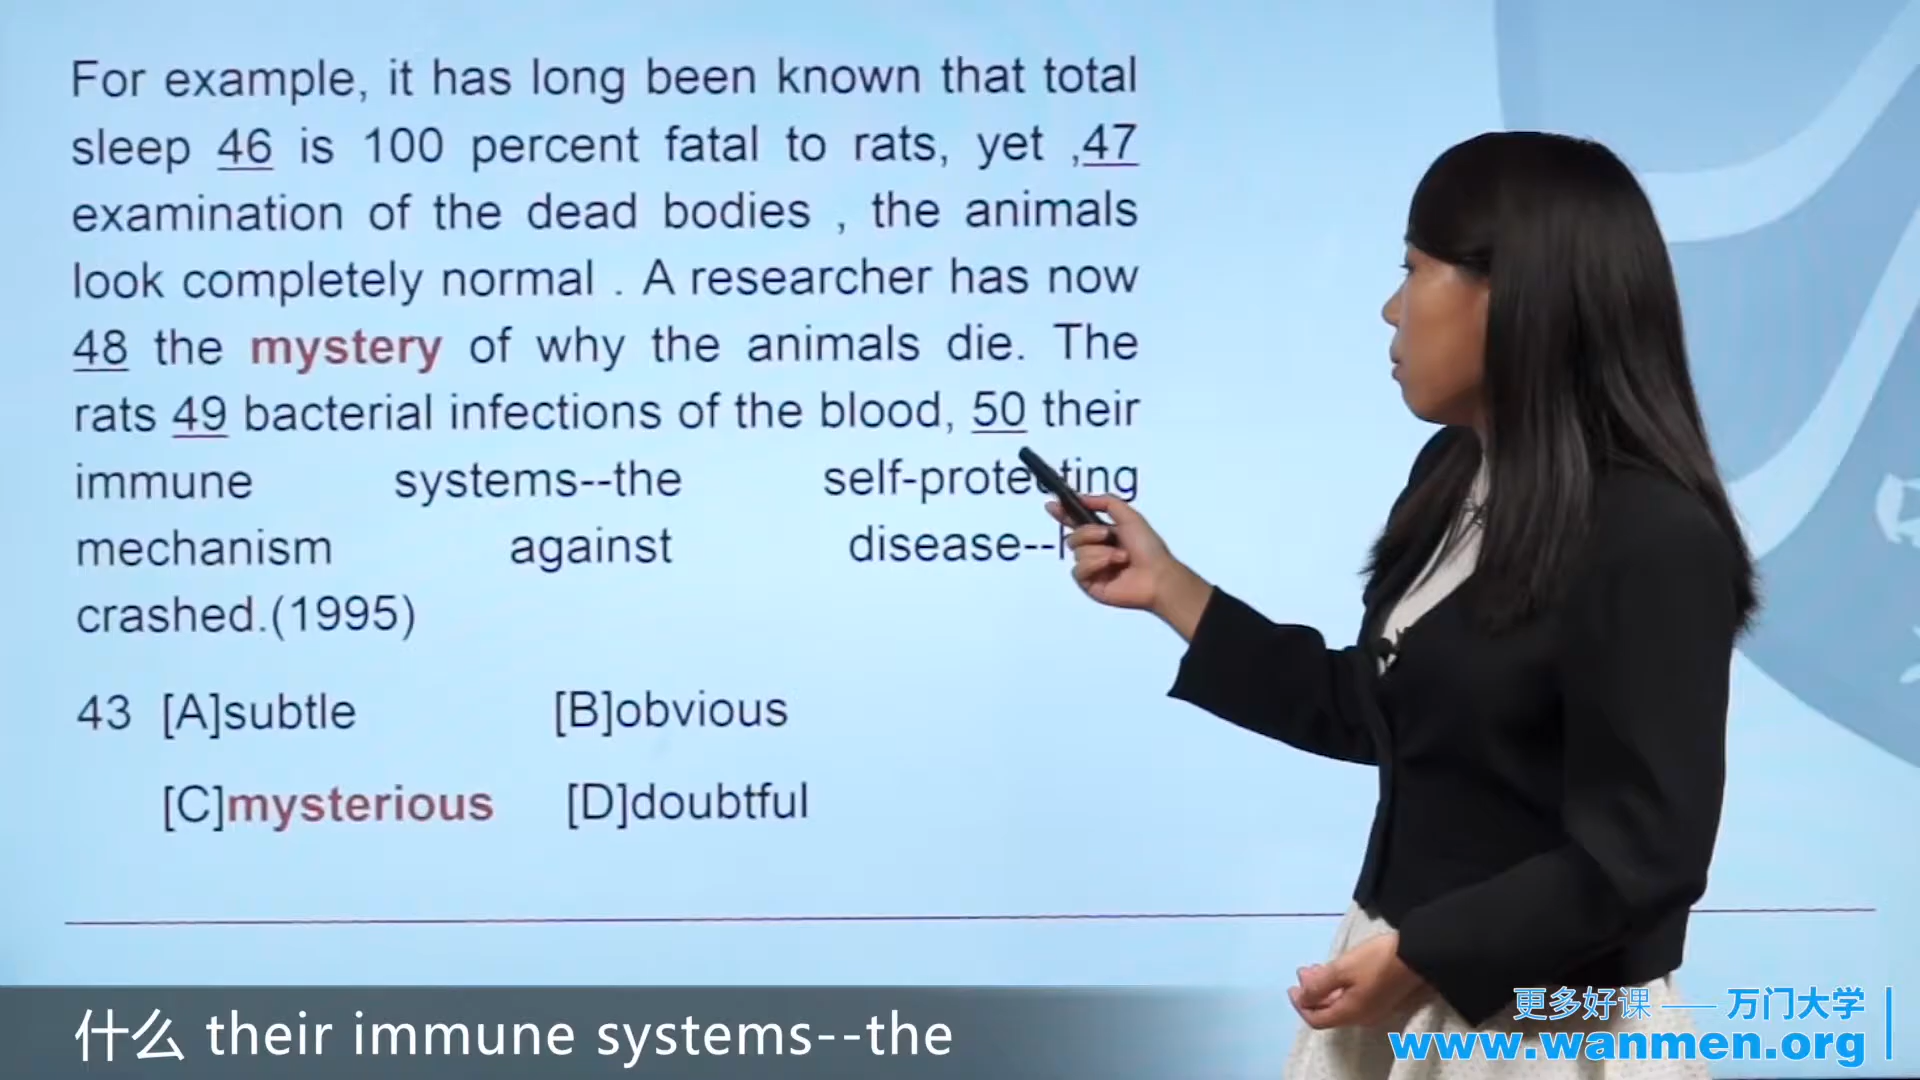 For example, it has long been known that total
sleep 46 is 100 percent fatal to rats, yet ,47
examination of the dead bodies , the animals
look completely normal . A researcher has now
48 the mystery of why the animals die. The
rats 49 bacterial infections of the blood, 50 their
immune systems--the self-protecting
mechanism against disease--h
crashed.(1995)
43 [A]subtle [B]obvious
[C]mysterious [D]doubtful
什么 their immune systems--the
更多好课 —— 万门大学
www.wanmen.org